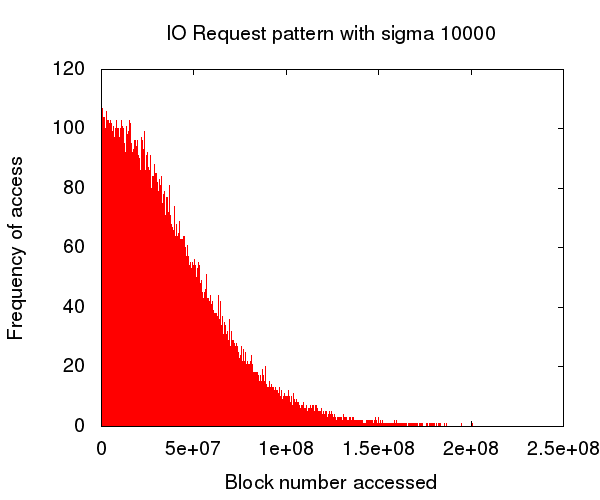 IO Request pattern with sigma 10000
120
100
80
60
40
20
0
0 5e+07 1e+08 1.5e+08 2e+08 2.5e+08
Frequency of access
Block number accessed